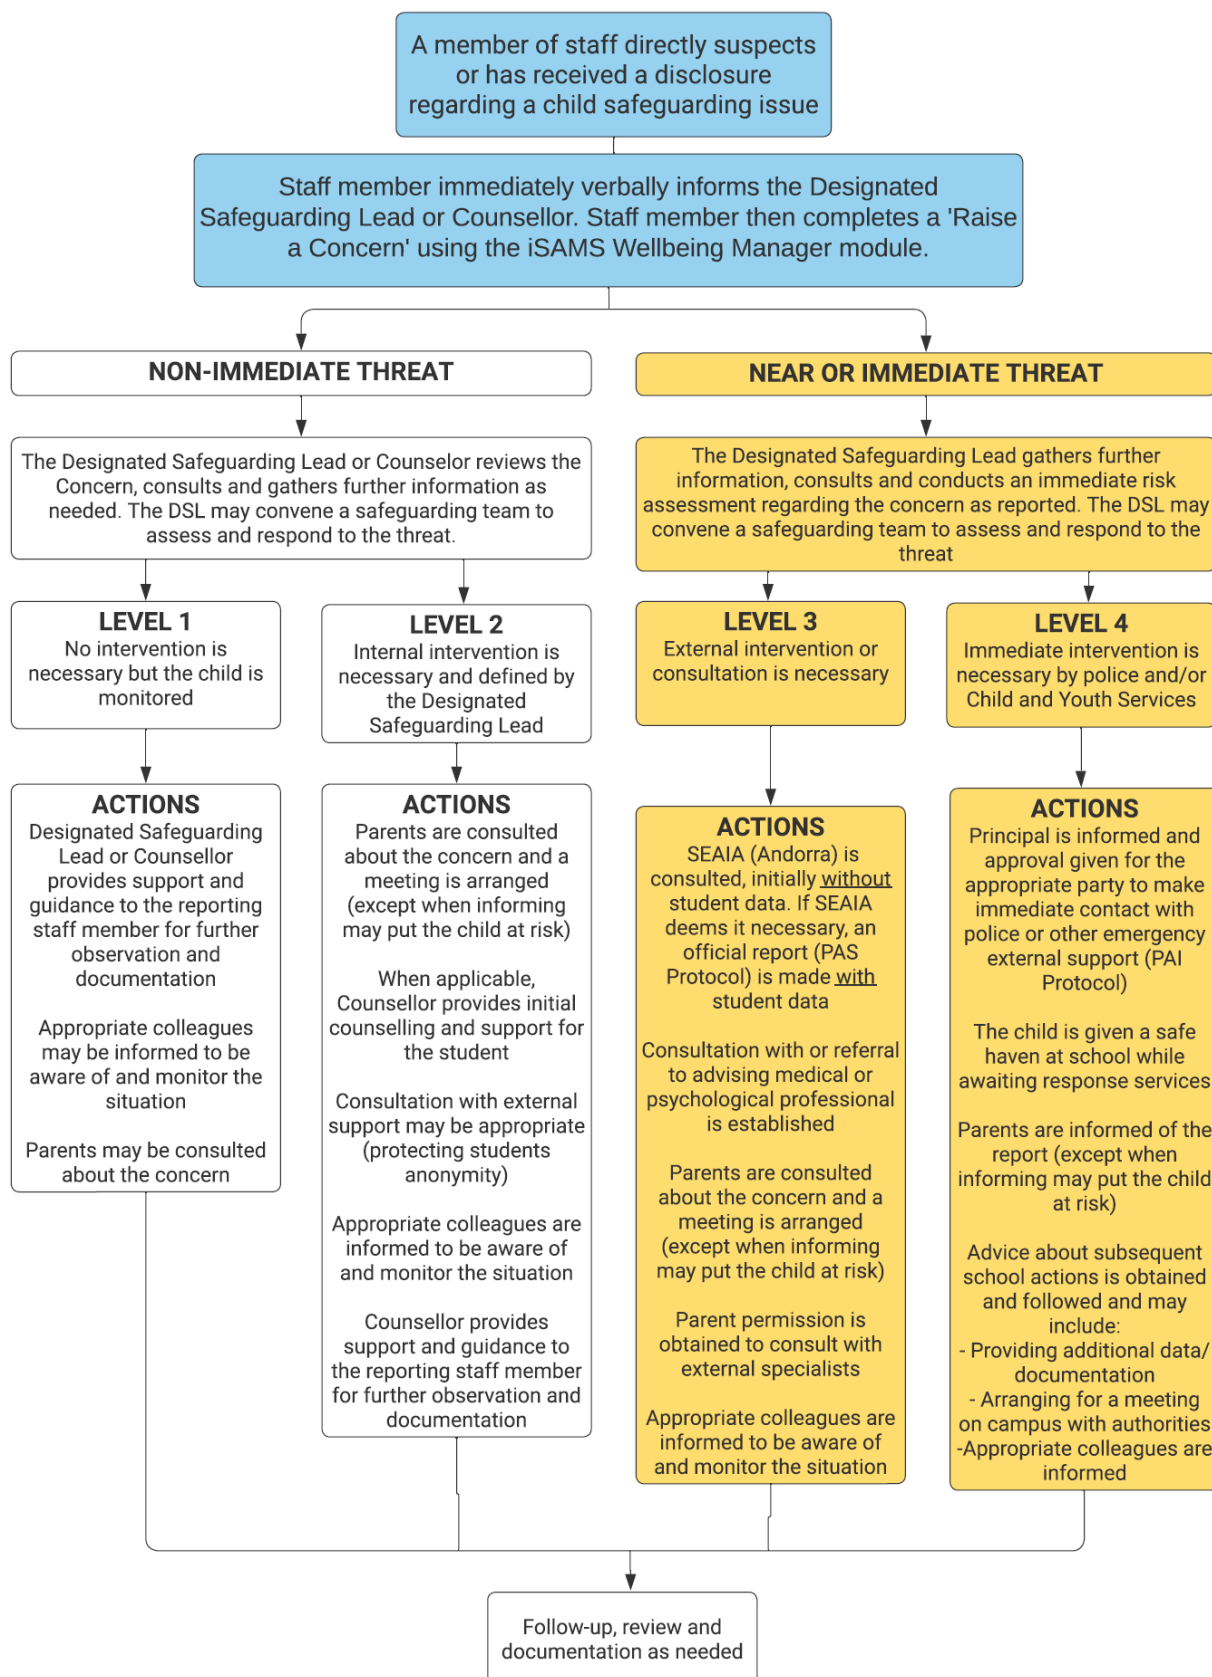 A member of staff directly suspects
or has received a disclosure
regarding a child safeguarding issue
Staff member immediately verbally informs the Designated
Safeguarding Lead or Counsellor. Staff member then completes a 'Raise
a Concern' using the iSAMS Wellbeing Manager module.
NON-IMMEDIATE THREAT
The Designated Safeguarding Lead or Counselor reviews the
Concern, consults and gathers further information as
needed. The DSL may convene a safeguarding team to
assess and respond to the threat.
LEVEL 1
No intervention is
necessary but the child is
monitored
ACTIONS
Designated Safeguarding
Lead or Counsellor
provides support and
guidance to the reporting
staff member for further
observation and
documentation
Appropriate colleagues
may be informed to be
aware of and monitor the
situation
Parents may be consulted
about the concern
LEVEL 2
Internal intervention is
necessary and defined by
the Designated
Safeguarding Lead
ACTIONS
Parents are consulted
about the concern and a
meeting is arranged
(except when informing
may put the child at risk)
When applicable,
Counsellor provides initial
counselling and support for
the student
Consultation with external
support may be appropriate
(protecting students
anonymity)
Appropriate colleagues are
informed to be aware of
and monitor the situation
Counsellor provides
support and guidance to
the reporting staff member
for further observation and
documentation
NEAR OR IMMEDIATE THREAT
The Designated Safeguarding Lead gathers further
information, consults and conducts an immediate risk
assessment regarding the concern as reported. The DSL may
convene a safeguarding team to assess and respond to the
threat
LEVEL 3
External intervention or
consultation is necessary
ACTIONS
SEAIA (Andorra) is
consulted, initially without
student data. If SEAIA
deems it necessary, an
official report (PAS
Protocol) is made with
student data
Consultation with or referral
to advising medical or
psychological professional
is established
Parents are consulted
about the concern and a
meeting is arranged
(except when informing
may put the child at risk)
Parent permission is
obtained to consult with
external specialists
Appropriate colleagues are
informed to be aware of
and monitor the situation
LEVEL 4
Immediate intervention is
necessary by police and/or
Child and Youth Services
ACTIONS
Principal is informed and
approval given for the
appropriate party to make
immediate contact with
police or other emergency
external support (PAI
Protocol)
The child is given a safe
haven at school while
awaiting response services
Parents are informed of the
report (except when
informing may put the child
at risk)
Advice about subsequent
school actions is obtained
and followed and may
include:
- Providing additional data/
documentation
- Arranging for a meeting
on campus with authorities
-Appropriate colleagues are
informed
Follow-up, review and
documentation as needed